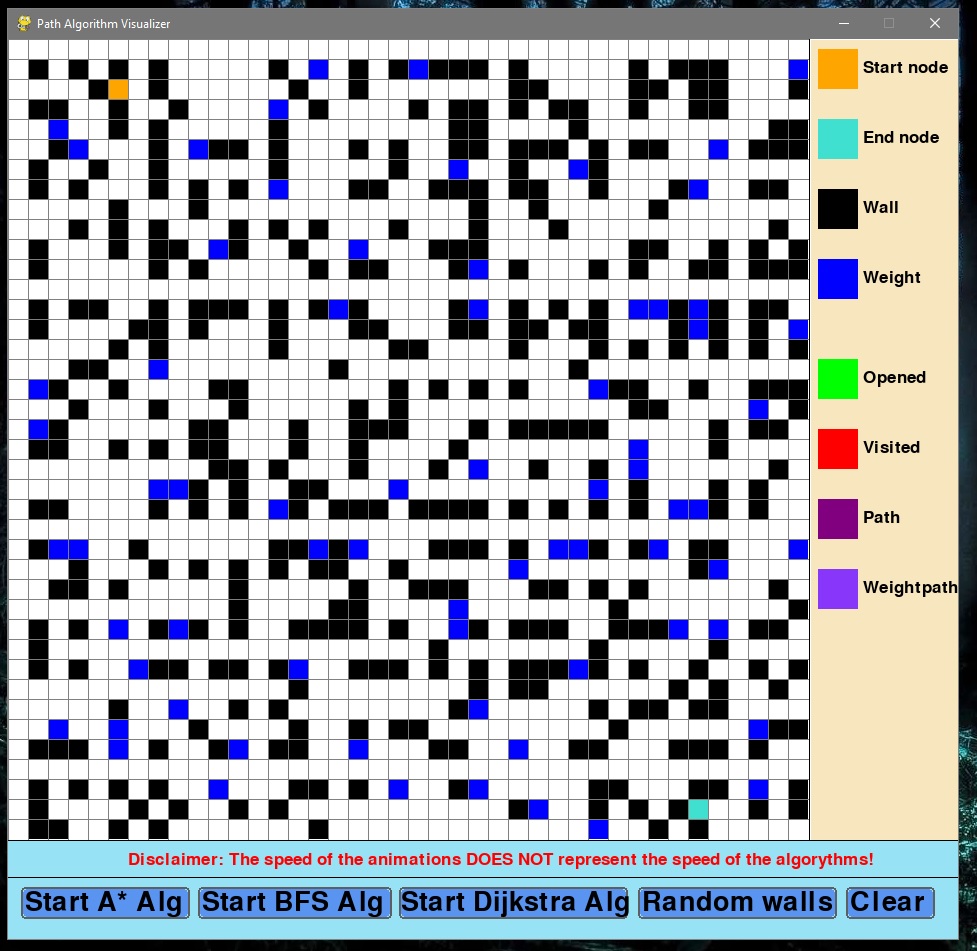 Path Algorithm Visualizer
Start node
End node
Wall
Weight
Opened
Visited
Path
Weightpath
Disclaimer: The speed of the animations DOES NOT represent the speed of the algorythms!
Start A* Alg Start BFS Alg Start Dijkstra Alg Random walls Clear